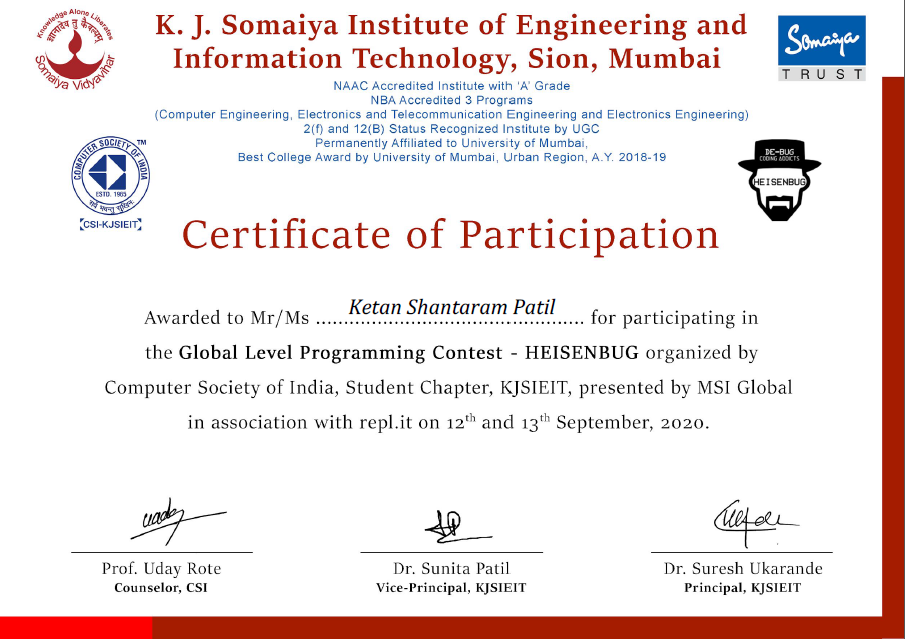 Knowledge Alone Liberates
ज्ञानादेव तु कैवल्यम्
Somaiya Vidyavihar
K. J. Somaiya Institute of Engineering and
Information Technology, Sion, Mumbai
Somaiya
TRUST
NAAC Accredited Institute with 'A' Grade
NBA Accredited 3 Programs
(Computer Engineering, Electronics and Telecommunication Engineering and Electronics Engineering)
2(f) and 12(B) Status Recognized Institute by UGC
Permanently Affiliated to University of Mumbai,
Best College Award by University of Mumbai, Urban Region, A.Y. 2018-19
COMPUTER SOCIETY OF INDIA TM
ESTD. 1965
[CSI-KJSIEIT]
DE-BUG
CODING ADDICTS
HEISENBUG
Certificate of Participation
Awarded to Mr/Ms ...Ketan Shantaram Patil... for participating in
the Global Level Programming Contest - HEISENBUG organized by
Computer Society of India, Student Chapter, KJSIEIT, presented by MSI Global
in association with repl.it on 12th and 13th September, 2020.
Prof. Uday Rote
Counselor, CSI
Dr. Sunita Patil
Vice-Principal, KJSIEIT
Dr. Suresh Ukarande
Principal, KJSIEIT